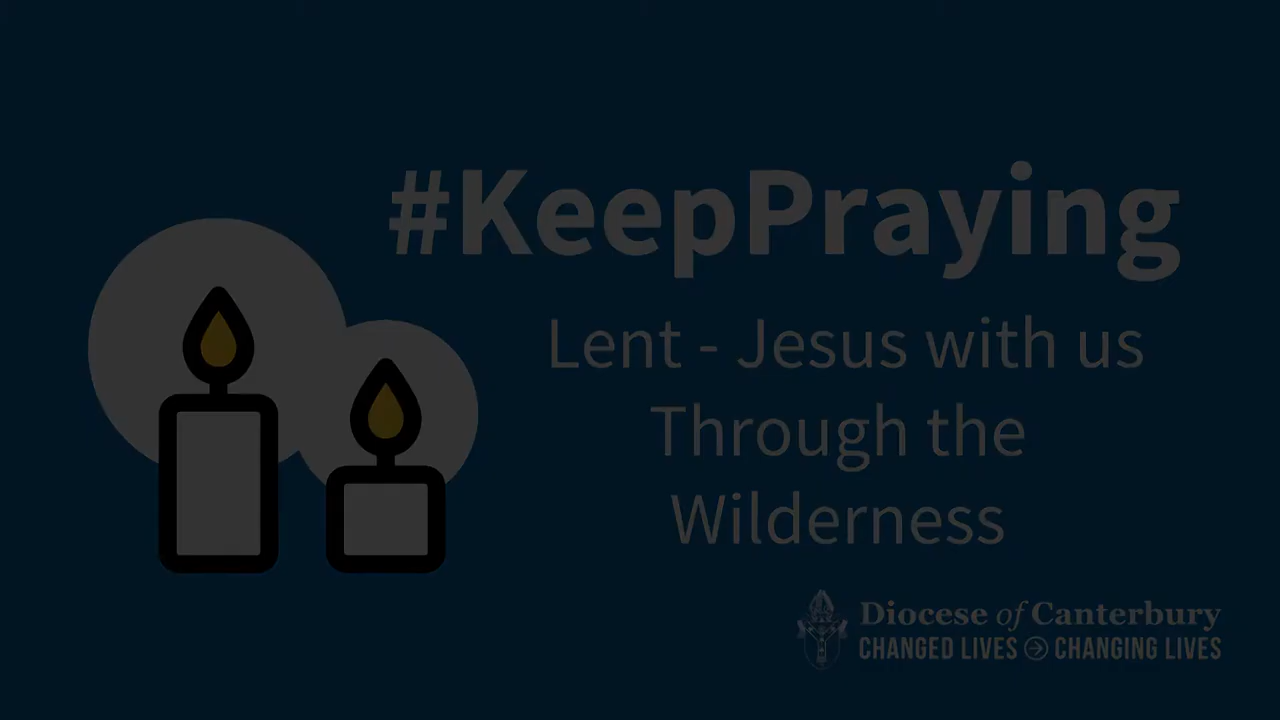 #KeepPraying
Lent - Jesus with us
Through the
Wilderness
Diocese of Canterbury
CHANGED LIVES → CHANGING LIVES